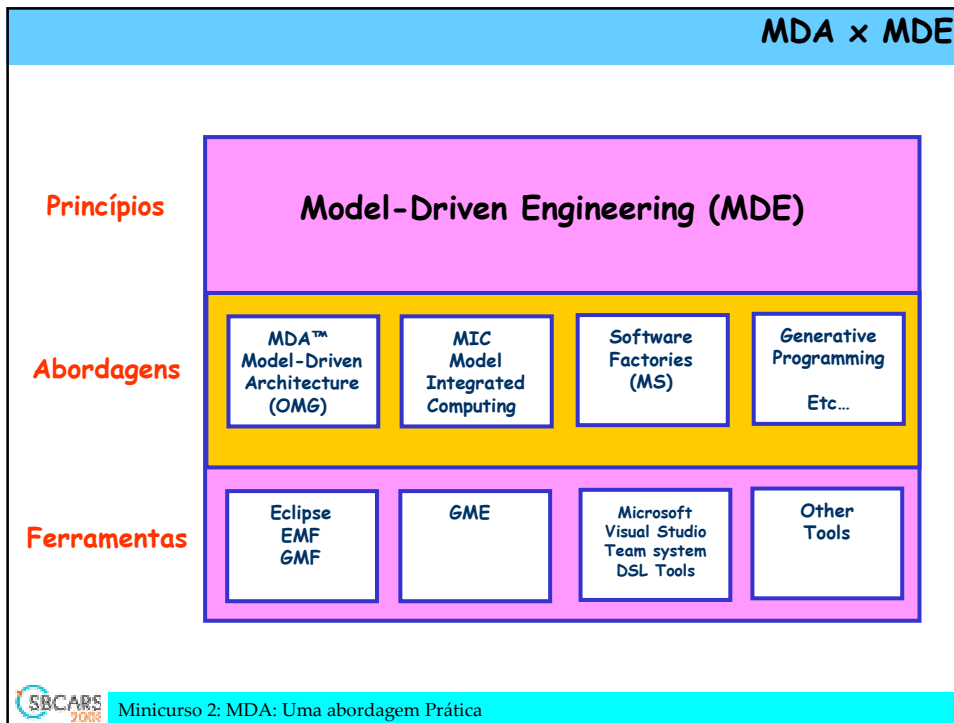 MDA x MDE
Princípios
Model-Driven Engineering (MDE)
Abordagens
MDA™
Model-Driven
Architecture
(OMG)
MIC
Model
Integrated
Computing
Software
Factories
(MS)
Generative
Programming
Etc…
Ferramentas
Eclipse
EMF
GMF
GME
Microsoft
Visual Studio
Team system
DSL Tools
Other
Tools
SBCARS
2008
Minicurso 2: MDA: Uma abordagem Prática